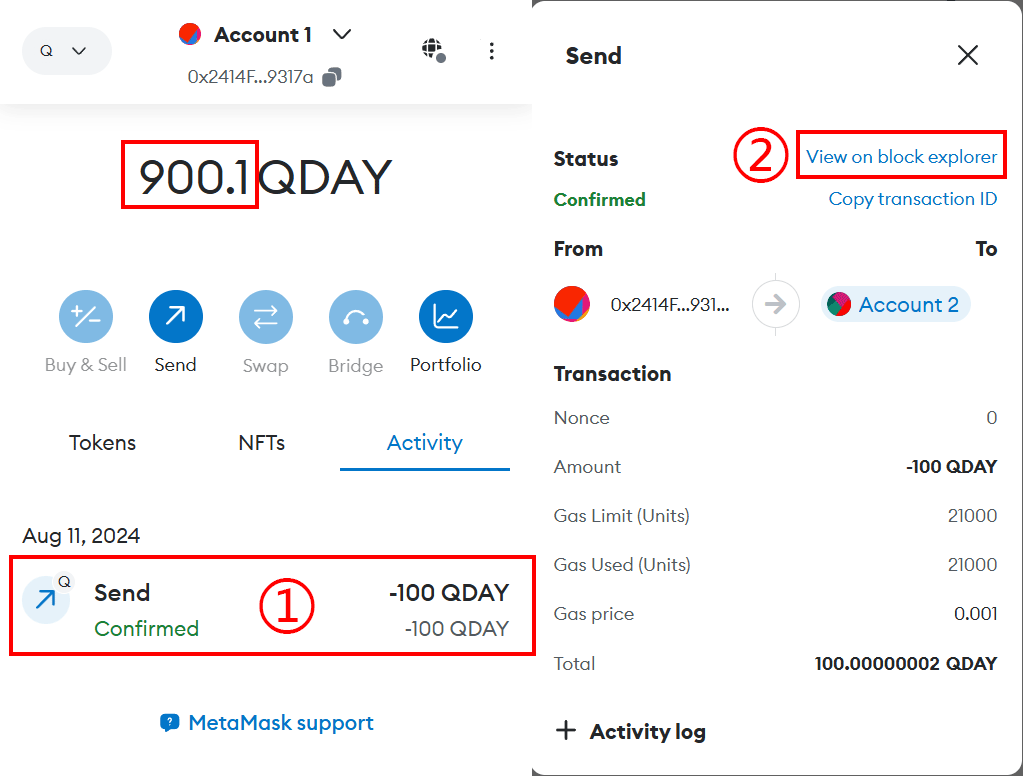 Q
Account 1
0x2414F...9317a
900.1 QDAY
Buy & Sell
Send
Swap
Bridge
Portfolio
Tokens
NFTs
Activity
Aug 11, 2024
Q
Send
-100 QDAY
Confirmed
-100 QDAY
①
MetaMask support
Send
Status
②
View on block explorer
Confirmed
Copy transaction ID
From
To
0x2414F...931...
Account 2
Transaction
Nonce
0
Amount
-100 QDAY
Gas Limit (Units)
21000
Gas Used (Units)
21000
Gas price
0.001
Total
100.00000002 QDAY
Activity log